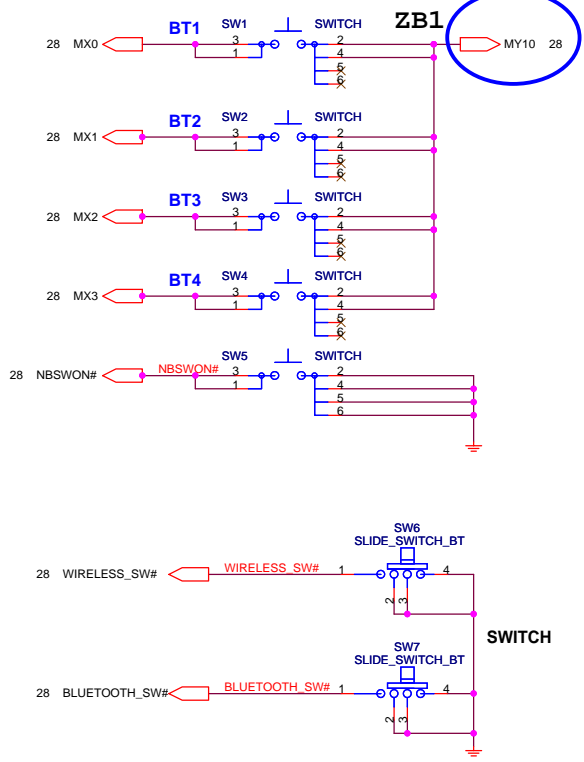 ZB1
BT1 SW1 SWITCH
28 MX0 3 2 MY10 28
1 4
5
6
BT2 SW2 SWITCH
28 MX1 3 2
1 4
5
6
BT3 SW3 SWITCH
28 MX2 3 2
1 4
5
6
BT4 SW4 SWITCH
28 MX3 3 2
1 4
5
6
SW5 SWITCH
28 NBSWON# NBSWON# 3 2
1 4
5
6
SW6
SLIDE_SWITCH_BT
28 WIRELESS_SW# WIRELESS_SW# 1 4
2 3
SWITCH
SW7
SLIDE_SWITCH_BT
28 BLUETOOTH_SW# BLUETOOTH_SW# 1 4
2 3